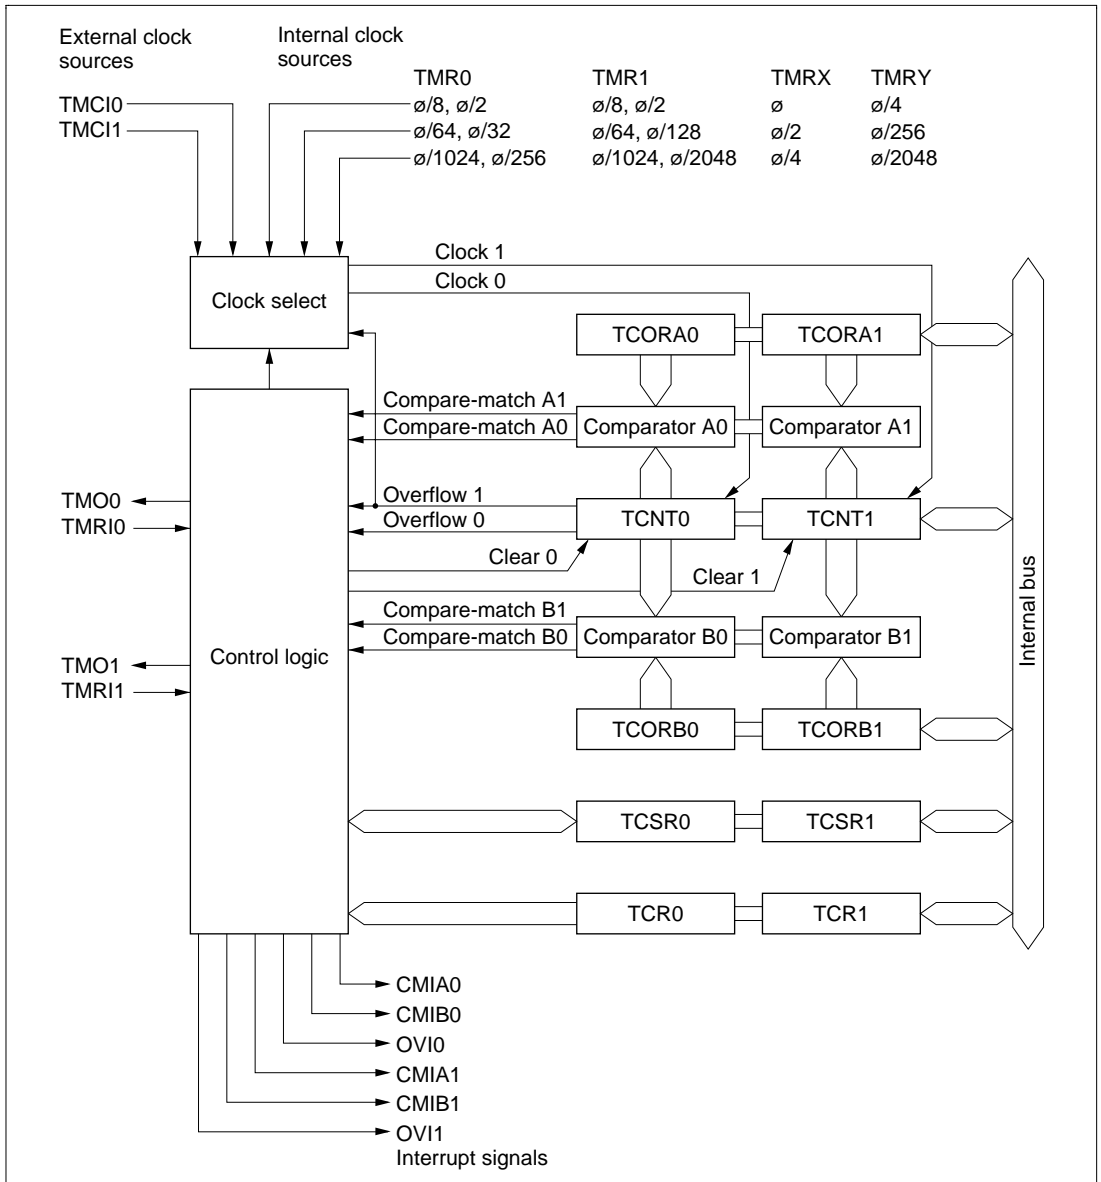 External clock
sources
Internal clock
sources
TMR0 TMR1 TMRX TMRY
TMCI0 ø/8, ø/2 ø/8, ø/2 ø ø/4
TMCI1 ø/64, ø/32 ø/64, ø/128 ø/2 ø/256
ø/1024, ø/256 ø/1024, ø/2048 ø/4 ø/2048
Clock 1
Clock 0
Clock select
TCORA0 TCORA1
Compare-match A1
Compare-match A0
Comparator A0 Comparator A1
TMO0
TMRI0
Overflow 1
Overflow 0
TCNT0 TCNT1
Clear 0
Clear 1
Internal bus
Compare-match B1
Compare-match B0
Comparator B0 Comparator B1
Control logic
TMO1
TMRI1
TCORB0 TCORB1
TCSR0 TCSR1
TCR0 TCR1
CMIA0
CMIB0
OVI0
CMIA1
CMIB1
OVI1
Interrupt signals